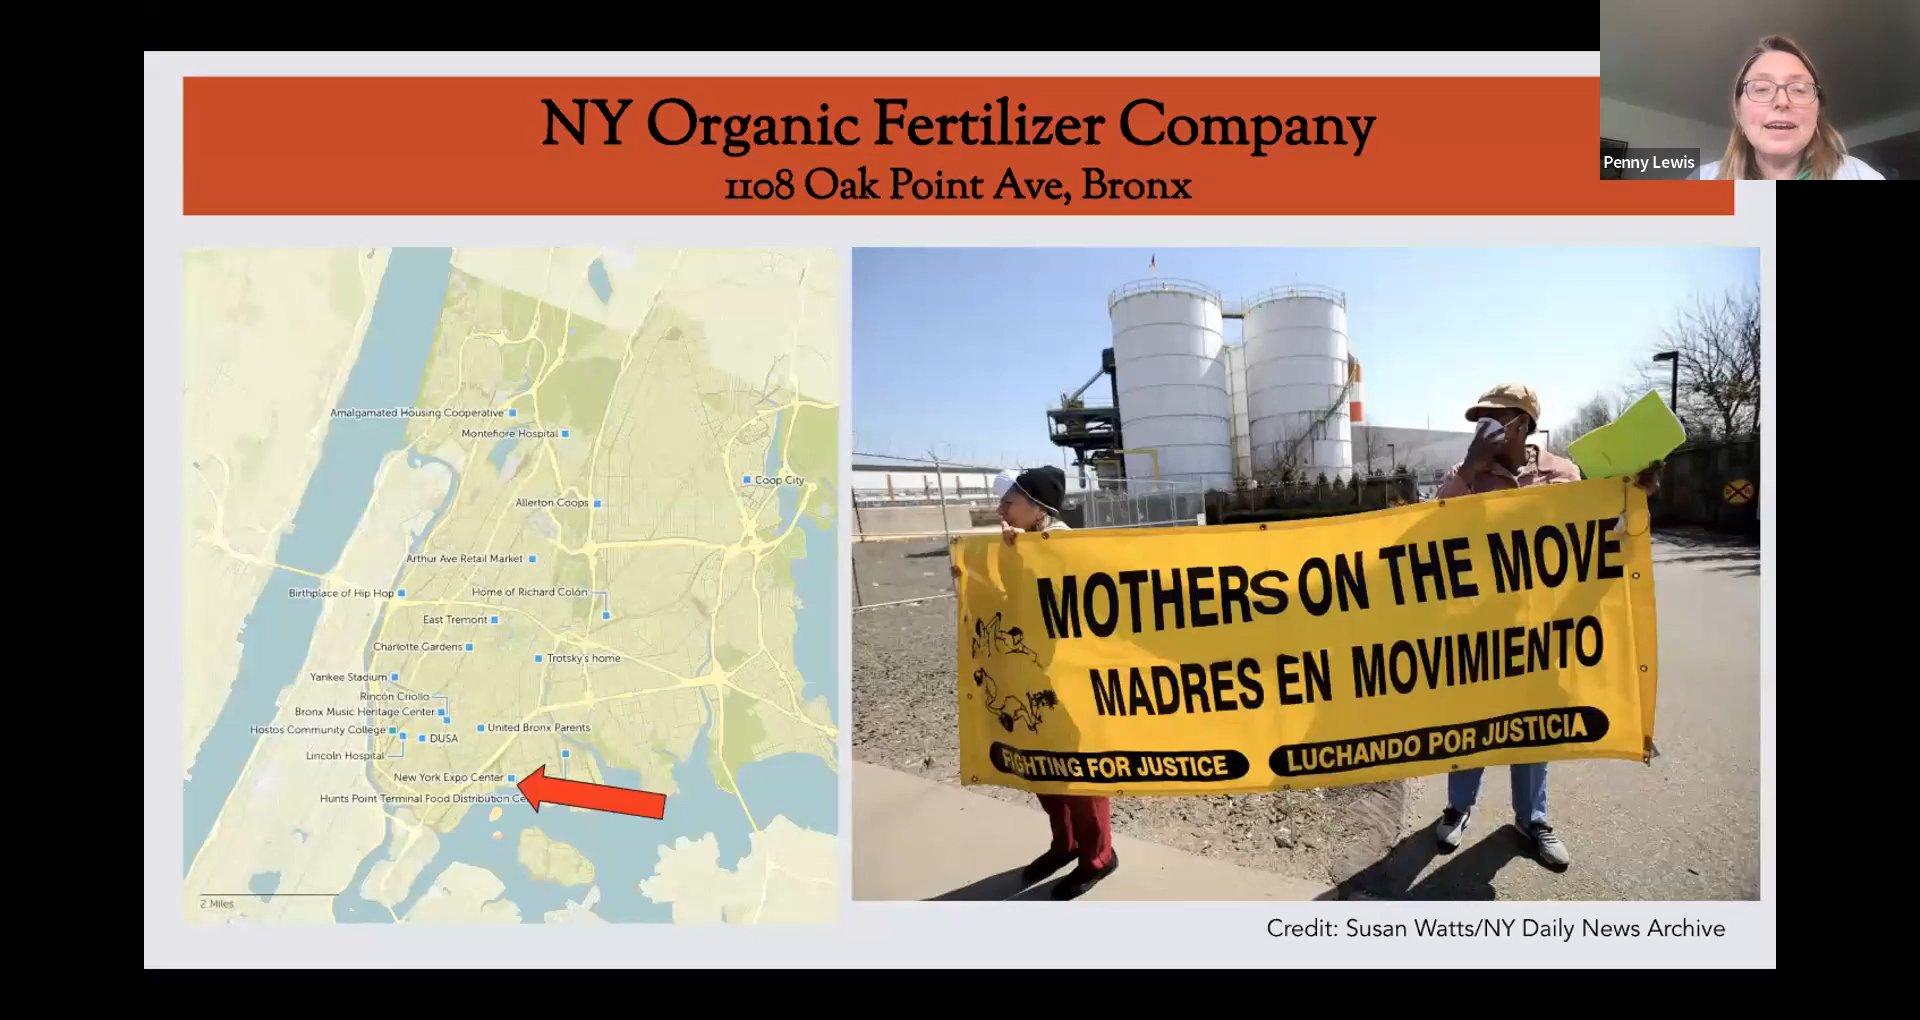 NY Organic Fertilizer Company
1108 Oak Point Ave, Bronx
Penny Lewis
Amalgamated Housing Cooperative
Montefiore Hospital
Coop City
Allerton Coops
Arthur Ave Retail Market
Birthplace of Hip Hop
Home of Richard Colón
East Tremont
Charlotte Gardens
Trotsky's home
Yankee Stadium
Rincón Criollo
Bronx Music Heritage Center
Hostos Community College
United Bronx Parents
DUSA
Lincoln Hospital
New York Expo Center
Hunts Point Terminal Food Distribution Ce
2 Miles
MOTHERS ON THE MOVE
MADRES EN MOVIMIENTO
FIGHTING FOR JUSTICE
LUCHANDO POR JUSTICIA
Credit: Susan Watts/NY Daily News Archive